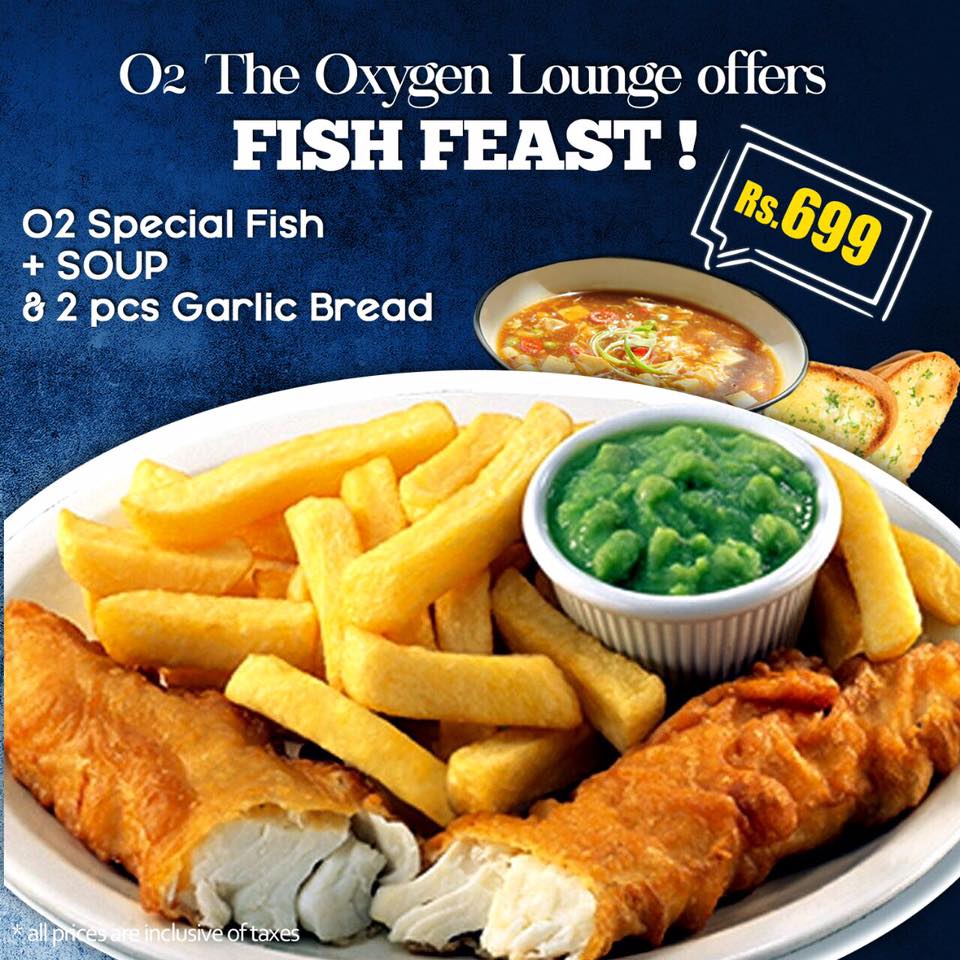 O2 The Oxygen Lounge offers
FISH FEAST !
Rs.699
O2 Special Fish
+ SOUP
& 2 pcs Garlic Bread
* all prices are inclusive of taxes